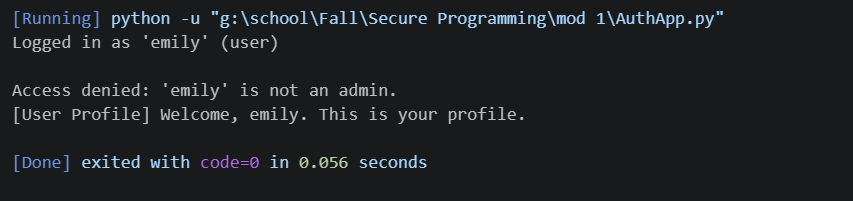 [Running] python -u "g:\school\Fall\Secure Programming\mod 1\AuthApp.py"
Logged in as 'emily' (user)
Access denied: 'emily' is not an admin.
[User Profile] Welcome, emily. This is your profile.
[Done] exited with code=0 in 0.056 seconds